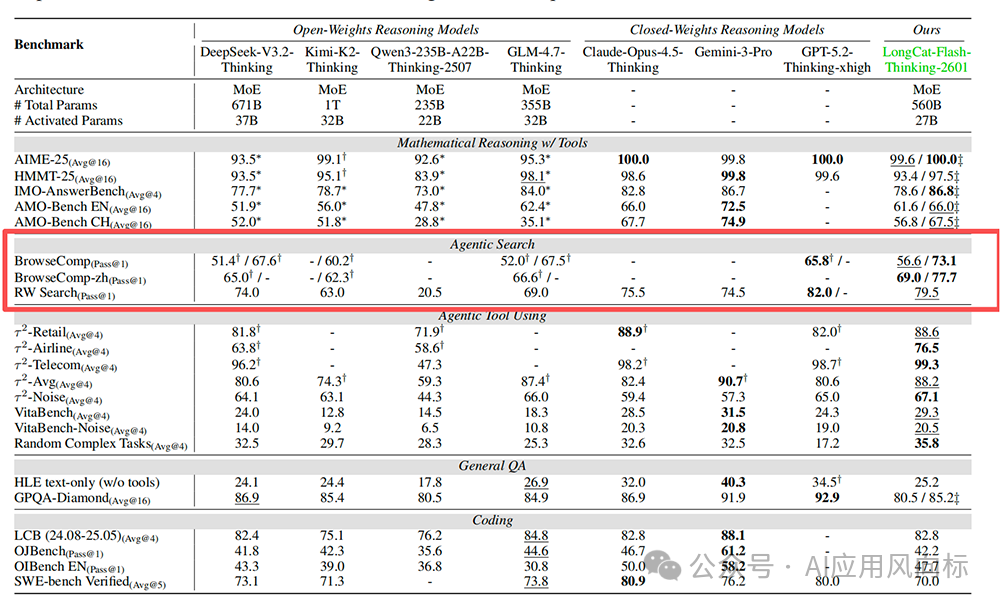 Benchmark | Open-Weights Reasoning Models | Closed-Weights Reasoning Models | Ours
DeepSeek-V3.2-Thinking | Kimi-K2-Thinking | Qwen3-235B-A22B-Thinking-2507 | GLM-4.7-Thinking | Claude-Opus-4.5-Thinking | Gemini-3-Pro | GPT-5.2-Thinking-xhigh | LongCat-Flash-Thinking-2601
Architecture | MoE | MoE | MoE | MoE | - | - | - | MoE
# Total Params | 671B | 1T | 235B | 355B | - | - | - | 560B
# Activated Params | 37B | 32B | 22B | 32B | - | - | - | 27B
Mathematical Reasoning w/ Tools
AIME-25(Avg@16) | 93.5* | 99.1† | 92.6* | 95.3* | 100.0 | 99.8 | 100.0 | 99.6 / 100.0‡
HMMT-25(Avg@16) | 93.5* | 95.1† | 83.9* | 98.1* | 98.6 | 99.8 | 99.6 | 93.4 / 97.5‡
IMO-AnswerBench(Avg@4) | 77.7* | 78.7* | 73.0* | 84.0* | 82.8 | 86.7 | - | 78.6 / 86.8‡
AMO-Bench EN(Avg@16) | 51.9* | 56.0* | 47.8* | 62.4* | 66.0 | 72.5 | - | 61.6 / 66.0‡
AMO-Bench CH(Avg@16) | 52.0* | 51.8* | 28.8* | 35.1* | 67.7 | 74.9 | - | 56.8 / 67.5‡
Agentic Search
BrowseComp(Pass@1) | 51.4† / 67.6† | - / 60.2† | - | 52.0† / 67.5† | - | - | 65.8† / - | 56.6 / 73.1
BrowseComp-zh(Pass@1) | 65.0† / - | - / 62.3† | - | 66.6† / - | - | - | - | 69.0 / 77.7
RW Search(Pass@1) | 74.0 | 63.0 | 20.5 | 69.0 | 75.5 | 74.5 | 82.0 / - | 79.5
Agentic Tool Using
τ²-Retail(Avg@4) | 81.8† | - | 71.9† | - | 88.9† | - | 82.0† | 88.6
τ²-Airline(Avg@4) | 63.8† | - | 58.6† | - | - | - | - | 76.5
τ²-Telecom(Avg@4) | 96.2† | - | 47.3 | - | 98.2† | - | 98.7† | 99.3
τ²-Avg(Avg@4) | 80.6 | 74.3† | 59.3 | 87.4† | 82.4 | 90.7† | 80.6 | 88.2
τ²-Noise(Avg@4) | 64.1 | 63.1 | 44.3 | 66.0 | 59.4 | 57.3 | 65.0 | 67.1
VitaBench(Avg@4) | 24.0 | 12.8 | 14.5 | 18.3 | 28.5 | 31.5 | 24.3 | 29.3
VitaBench-Noise(Avg@4) | 14.0 | 9.2 | 6.5 | 10.8 | 20.3 | 20.8 | 19.0 | 20.5
Random Complex Tasks(Avg@4) | 32.5 | 29.7 | 28.3 | 25.3 | 32.6 | 32.5 | 17.2 | 35.8
General QA
HLE text-only (w/o tools) | 24.1 | 24.4 | 17.8 | 26.9 | 32.0 | 40.3 | 34.5† | 25.2
GPQA-Diamond(Avg@16) | 86.9 | 85.4 | 80.5 | 84.9 | 86.9 | 91.9 | 92.9 | 80.5 / 85.2‡
Coding
LCB (24.08-25.05)(Avg@4) | 82.4 | 75.1 | 76.2 | 84.8 | 82.8 | 88.1 | - | 82.8
OJBench(Pass@1) | 41.8 | 42.3 | 35.6 | 44.6 | 46.7 | 61.2 | - | 42.2
OIBench EN(Pass@1) | 43.3 | 39.0 | 36.8 | 30.8 | 50.0 | 58.2 | - | 47.7
SWE-bench Verified(Avg@5) | 73.1 | 71.3 | - | 73.8 | 80.9 | 76.2 | 80.0 | 70.0
公众号 · AI应用风向标